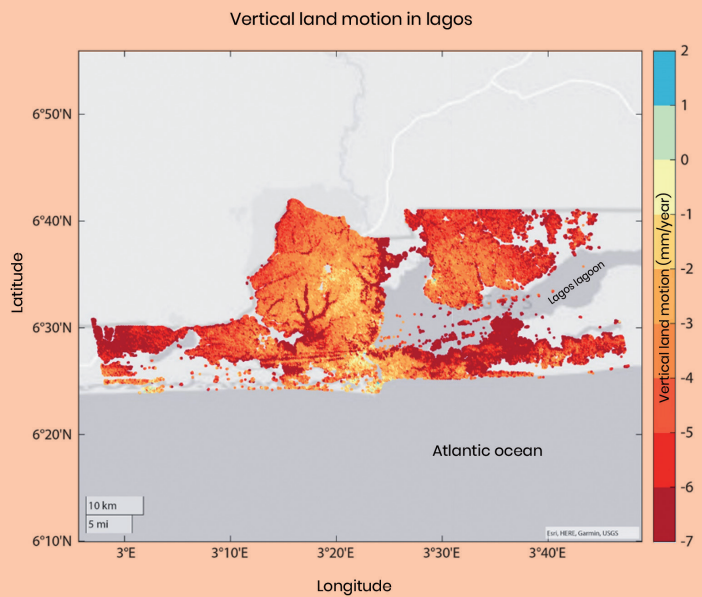 Vertical land motion in lagos
Latitude
6°50'N
6°40'N
6°30'N
6°20'N
6°10'N
3°E
3°10'E
3°20'E
3°30'E
3°40'E
Longitude
Lagos lagoon
Atlantic ocean
10 km
5 mi
Esri, HERE, Garmin, USGS
2
1
0
-1
-2
-3
-4
-5
-6
-7
Vertical land motion (mm/year)